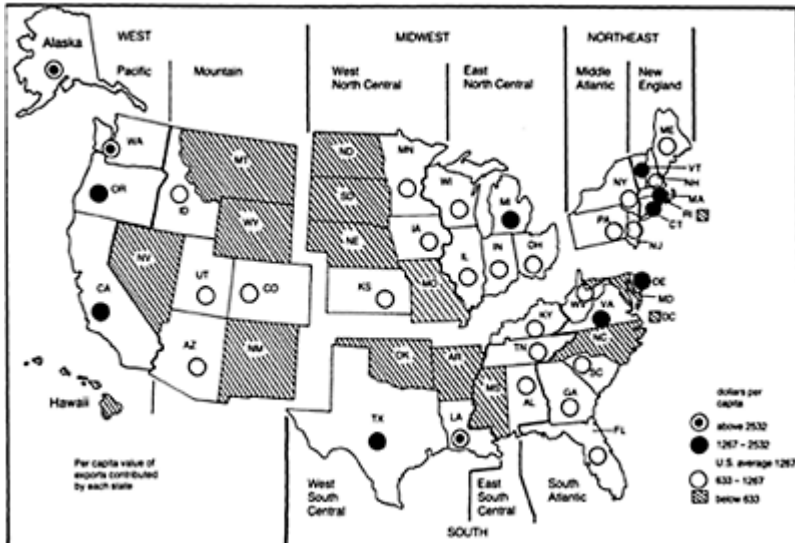 WEST
MIDWEST
NORTHEAST
Alaska
Pacific
Mountain
West
North Central
East
North Central
Middle
Atlantic
New
England
WA
MT
ND
MN
ME
OR
ID
SD
WI
MI
NY
VT
NH
MA
RI
CT
NJ
WY
NE
IA
PA
NV
UT
CO
KS
MO
IL
IN
OH
CA
WV
VA
DE
MD
DC
KY
AZ
NM
OK
AR
TN
NC
SC
MS
AL
GA
Hawaii
TX
LA
FL
dollars per
capita
above 2532
1267 - 2532
U.S. average 1267
633 - 1267
below 633
Per capita value of
exports contributed
by each state
West
South
Central
East
South
Central
South
Atlantic
SOUTH